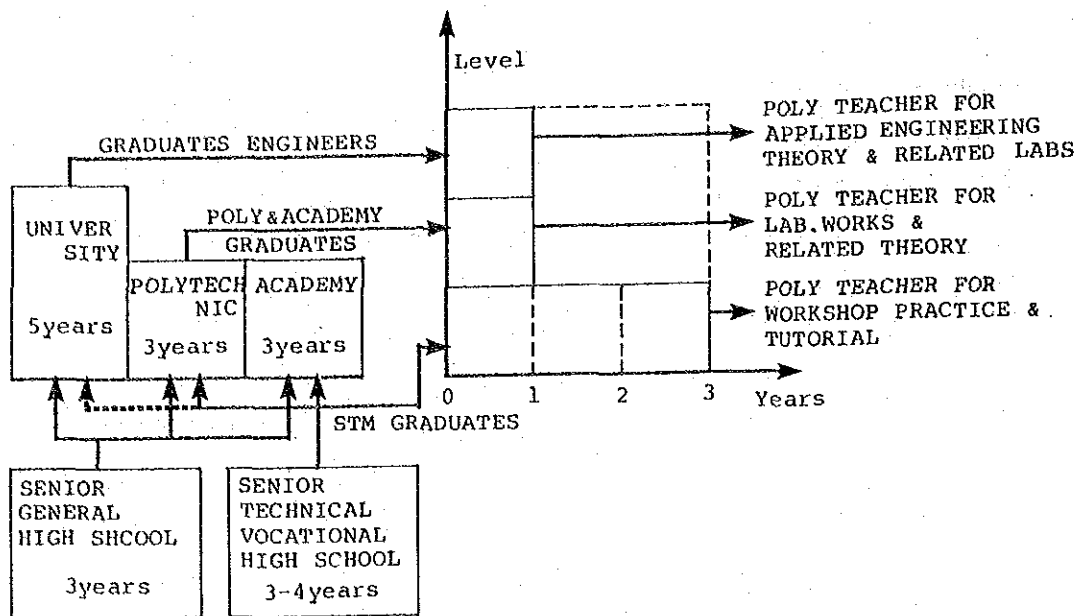 Level
GRADUATES ENGINEERS
POLY TEACHER FOR
APPLIED ENGINEERING
THEORY & RELATED LABS
UNIVER
SITY
5years
POLY&ACADEMY
GRADUATES
POLY TEACHER FOR
LAB.WORKS &
RELATED THEORY
POLYTECH
NIC
3years
ACADEMY
3years
POLY TEACHER FOR
WORKSHOP PRACTICE &
TUTORIAL
0 1 2 3 Years
STM GRADUATES
SENIOR
GENERAL
HIGH SHCOOL
3years
SENIOR
TECHNICAL
VOCATIONAL
HIGH SCHOOL
3-4years